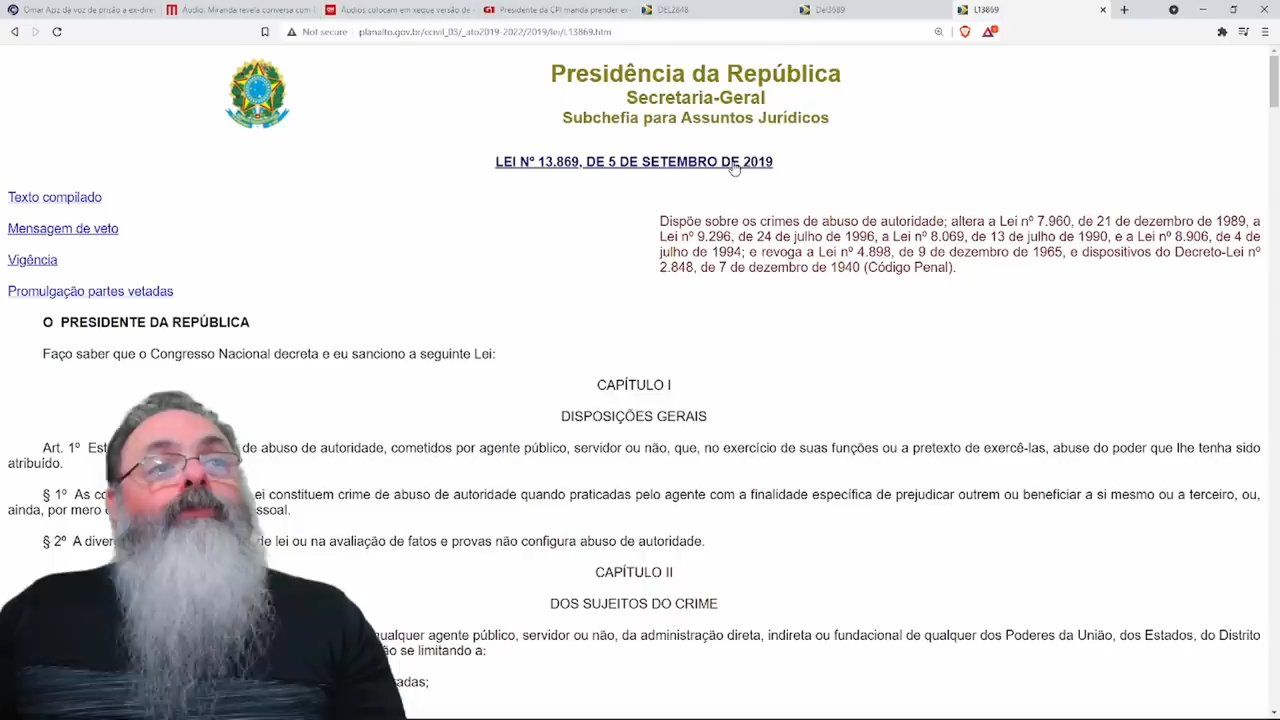 Omar Aziz dá voz de prisão a ex-dire
Áudio. Miranda revela conversa com
Áudios colocam em xeque versão de
G1 Presidente da CPI manda prender ex-
DEL2848
Del3689
L13869
Not secure planalto.gov.br/ccivil_03/_ato2019-2022/2019/lei/L13869.htm
Presidência da República
Secretaria-Geral
Subchefia para Assuntos Jurídicos
LEI Nº 13.869, DE 5 DE SETEMBRO DE 2019
Texto compilado
Mensagem de veto
Vigência
Promulgação partes vetadas
Dispõe sobre os crimes de abuso de autoridade; altera a Lei nº 7.960, de 21 de dezembro de 1989, a
Lei nº 9.296, de 24 de julho de 1996, a Lei nº 8.069, de 13 de julho de 1990, e a Lei nº 8.906, de 4 de
julho de 1994; e revoga a Lei nº 4.898, de 9 de dezembro de 1965, e dispositivos do Decreto-Lei nº
2.848, de 7 de dezembro de 1940 (Código Penal).
O PRESIDENTE DA REPÚBLICA
Faço saber que o Congresso Nacional decreta e eu sanciono a seguinte Lei:
CAPÍTULO I
DISPOSIÇÕES GERAIS
Art. 1º Est de abuso de autoridade, cometidos por agente público, servidor ou não, que, no exercício de suas funções ou a pretexto de exercê-las, abuse do poder que lhe tenha sido
atribuído.
§ 1º As co ei constituem crime de abuso de autoridade quando praticadas pelo agente com a finalidade específica de prejudicar outrem ou beneficiar a si mesmo ou a terceiro, ou,
ainda, por mero c ssoal.
§ 2º A diver de lei ou na avaliação de fatos e provas não configura abuso de autoridade.
CAPÍTULO II
DOS SUJEITOS DO CRIME
qualquer agente público, servidor ou não, da administração direta, indireta ou fundacional de qualquer dos Poderes da União, dos Estados, do Distrito
ão se limitando a:
adas;